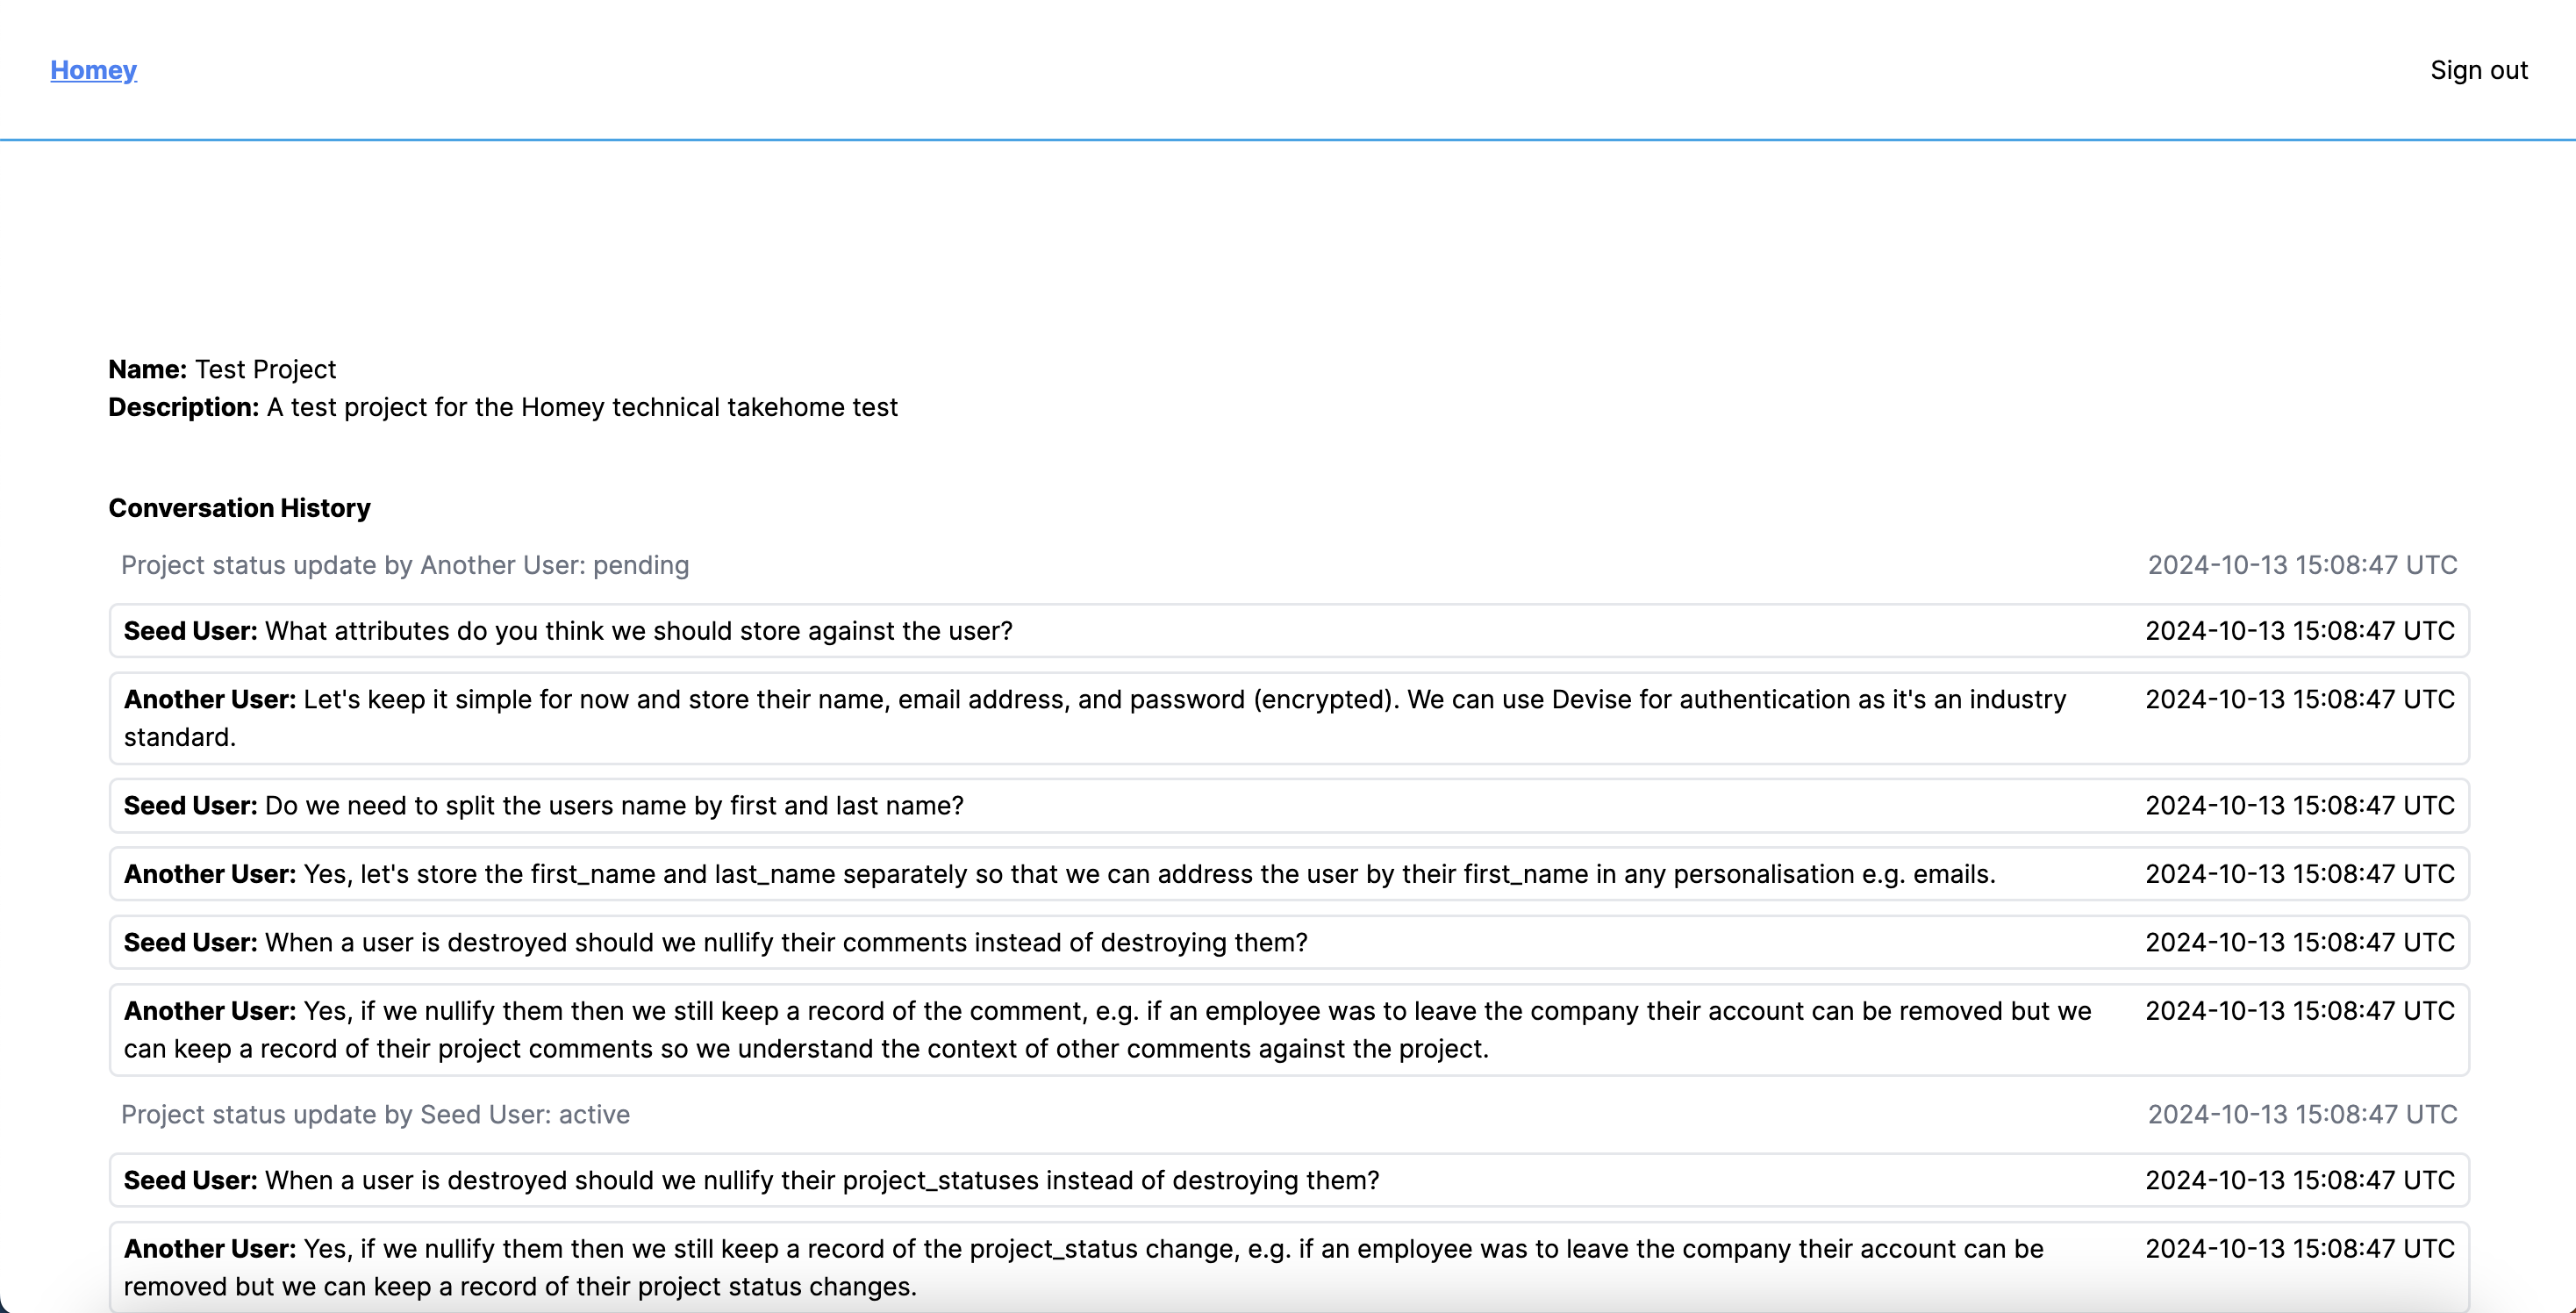 Homey
Sign out
Name: Test Project
Description: A test project for the Homey technical takehome test
Conversation History
Project status update by Another User: pending 2024-10-13 15:08:47 UTC
Seed User: What attributes do you think we should store against the user? 2024-10-13 15:08:47 UTC
Another User: Let's keep it simple for now and store their name, email address, and password (encrypted). We can use Devise for authentication as it's an industry 2024-10-13 15:08:47 UTC
standard.
Seed User: Do we need to split the users name by first and last name? 2024-10-13 15:08:47 UTC
Another User: Yes, let's store the first_name and last_name separately so that we can address the user by their first_name in any personalisation e.g. emails. 2024-10-13 15:08:47 UTC
Seed User: When a user is destroyed should we nullify their comments instead of destroying them? 2024-10-13 15:08:47 UTC
Another User: Yes, if we nullify them then we still keep a record of the comment, e.g. if an employee was to leave the company their account can be removed but we 2024-10-13 15:08:47 UTC
can keep a record of their project comments so we understand the context of other comments against the project.
Project status update by Seed User: active 2024-10-13 15:08:47 UTC
Seed User: When a user is destroyed should we nullify their project_statuses instead of destroying them? 2024-10-13 15:08:47 UTC
Another User: Yes, if we nullify them then we still keep a record of the project_status change, e.g. if an employee was to leave the company their account can be 2024-10-13 15:08:47 UTC
removed but we can keep a record of their project status changes.